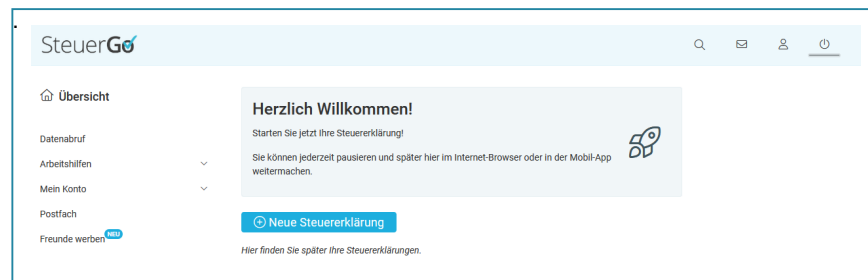 .
SteuerGo
Übersicht
Datenabruf
Arbeitshilfen
Mein Konto
Postfach
Freunde werben NEU
Herzlich Willkommen!
Starten Sie jetzt Ihre Steuererklärung!
Sie können jederzeit pausieren und später hier im Internet-Browser oder in der Mobil-App
weitermachen.
Neue Steuererklärung
Hier finden Sie später Ihre Steuererklärungen.